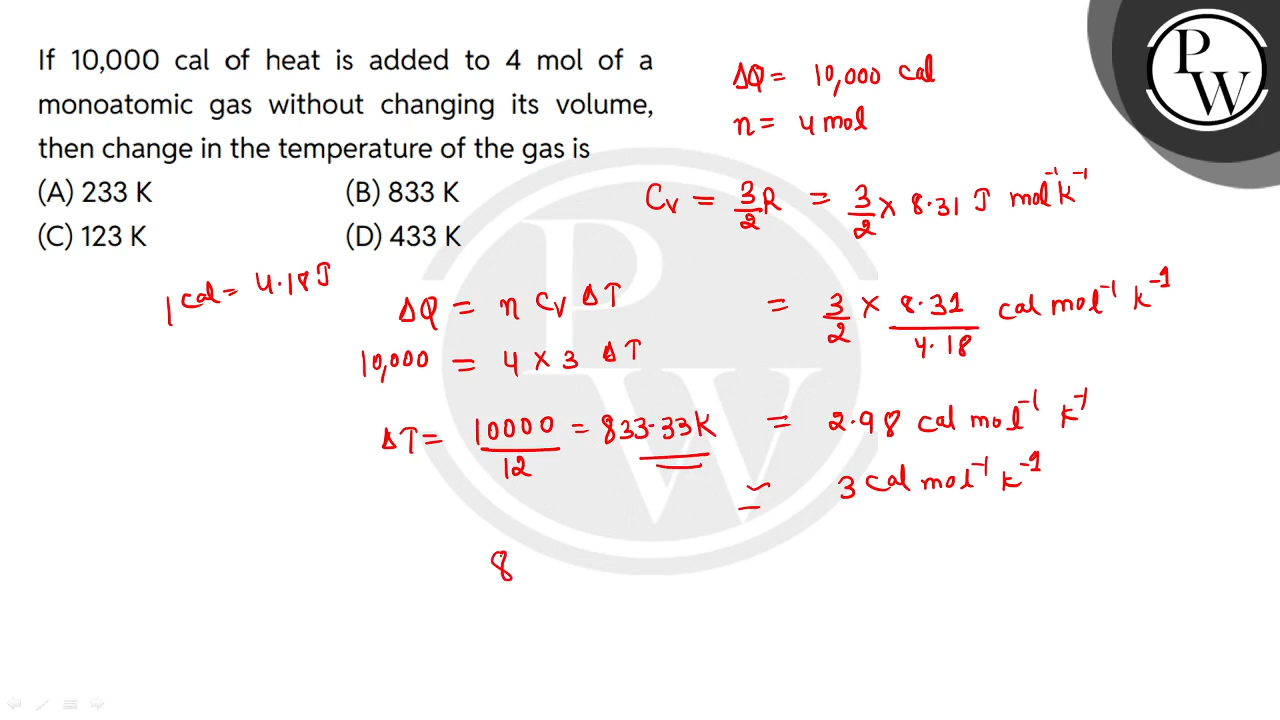 If 10,000 cal of heat is added to 4 mol of a
monoatomic gas without changing its volume,
then change in the temperature of the gas is
(A) 233 K (B) 833 K
(C) 123 K (D) 433 K
1 cal = 4.18 J
ΔQ = 10,000 cal
n = 4 mol
Cv = 3/2 R = 3/2 × 8.31 J mol⁻¹ k⁻¹
= 3/2 × 8.31/4.18 cal mol⁻¹ k⁻¹
= 2.98 cal mol⁻¹ k⁻¹
≃ 3 cal mol⁻¹ k⁻¹
ΔQ = n Cv ΔT
10,000 = 4 × 3 ΔT
ΔT = 10000/12 = 833.33 K
8
P
W
PW